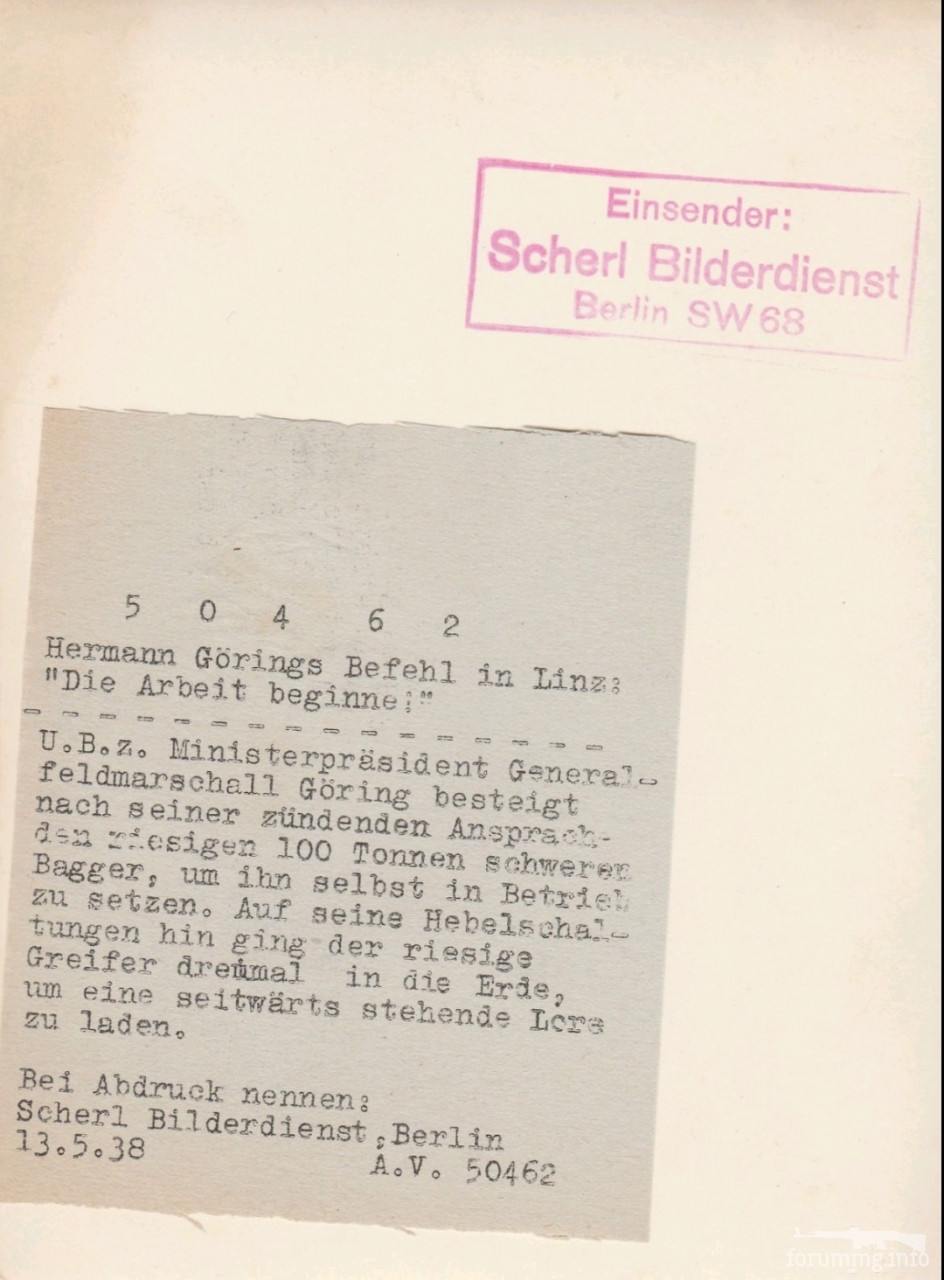 Einsender:
Scherl Bilderdienst
Berlin SW 68
5 0 4 6 2
Hermann Görings Befehl in Linz:
"Die Arbeit beginne!"
- - - - - - - - - - - - - - - -
U.B.z. Ministerpräsident General-
feldmarschall Göring besteigt
nach seiner zündenden Ansprache
den riesigen 100 Tonnen schweren
Bagger, um ihn selbst in Betrieb
zu setzen. Auf seine Hebelschal-
tungen hin ging der riesige
Greifer dreimal in die Erde,
um eine seitwärts stehende Lore
zu laden.
Bei Abdruck nennen:
Scherl Bilderdienst, Berlin
13.5.38
A.V. 50462
forummg.info